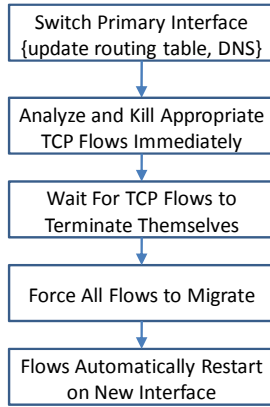 Switch Primary Interface
{update routing table, DNS}
Analyze and Kill Appropriate
TCP Flows Immediately
Wait For TCP Flows to
Terminate Themselves
Force All Flows to Migrate
Flows Automatically Restart
on New Interface